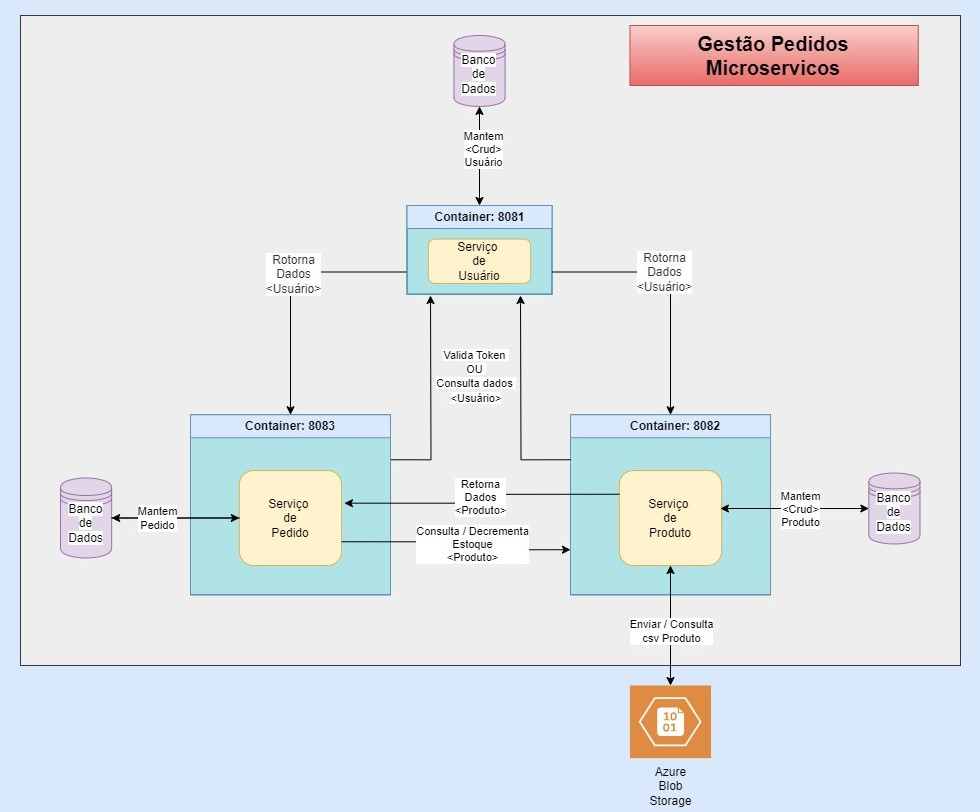 Gestão Pedidos
Microservicos
Banco
de
Dados
Mantem
<Crud>
Usuário
Container: 8081
Serviço
de
Usuário
Rotorna
Dados
<Usuário>
Rotorna
Dados
<Usuário>
Valida Token
OU
Consulta dados
<Usuário>
Container: 8083
Container: 8082
Banco
de
Dados
Mantem
Pedido
Serviço
de
Pedido
Retorna
Dados
<Produto>
Consulta / Decrementa
Estoque
<Produto>
Serviço
de
Produto
Mantem
<Crud>
Produto
Banco
de
Dados
Enviar / Consulta
csv Produto
10
01
Azure
Blob
Storage